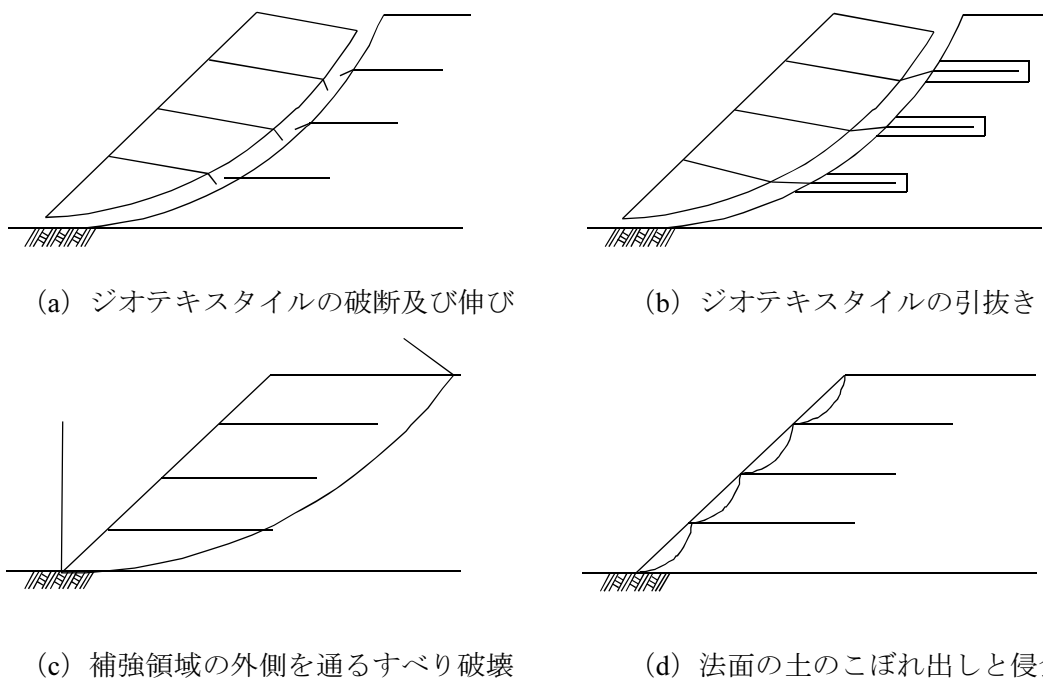 (a) ジオテキスタイルの破断及び伸び
(b) ジオテキスタイルの引抜き
(c) 補強領域の外側を通るすべり破壊
(d) 法面の土のこぼれ出しと侵